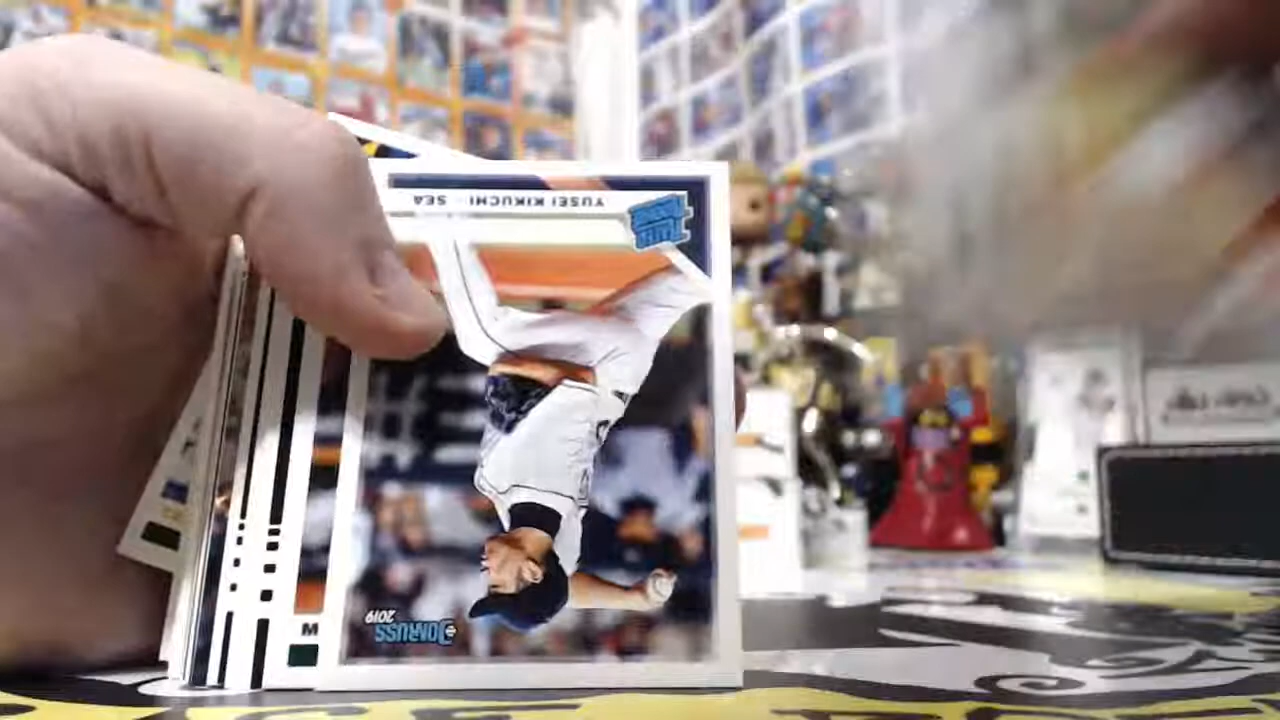 YUSEI KIKUCHI - SEA
RATED
ROOKIE
2019
DONRUSS
M